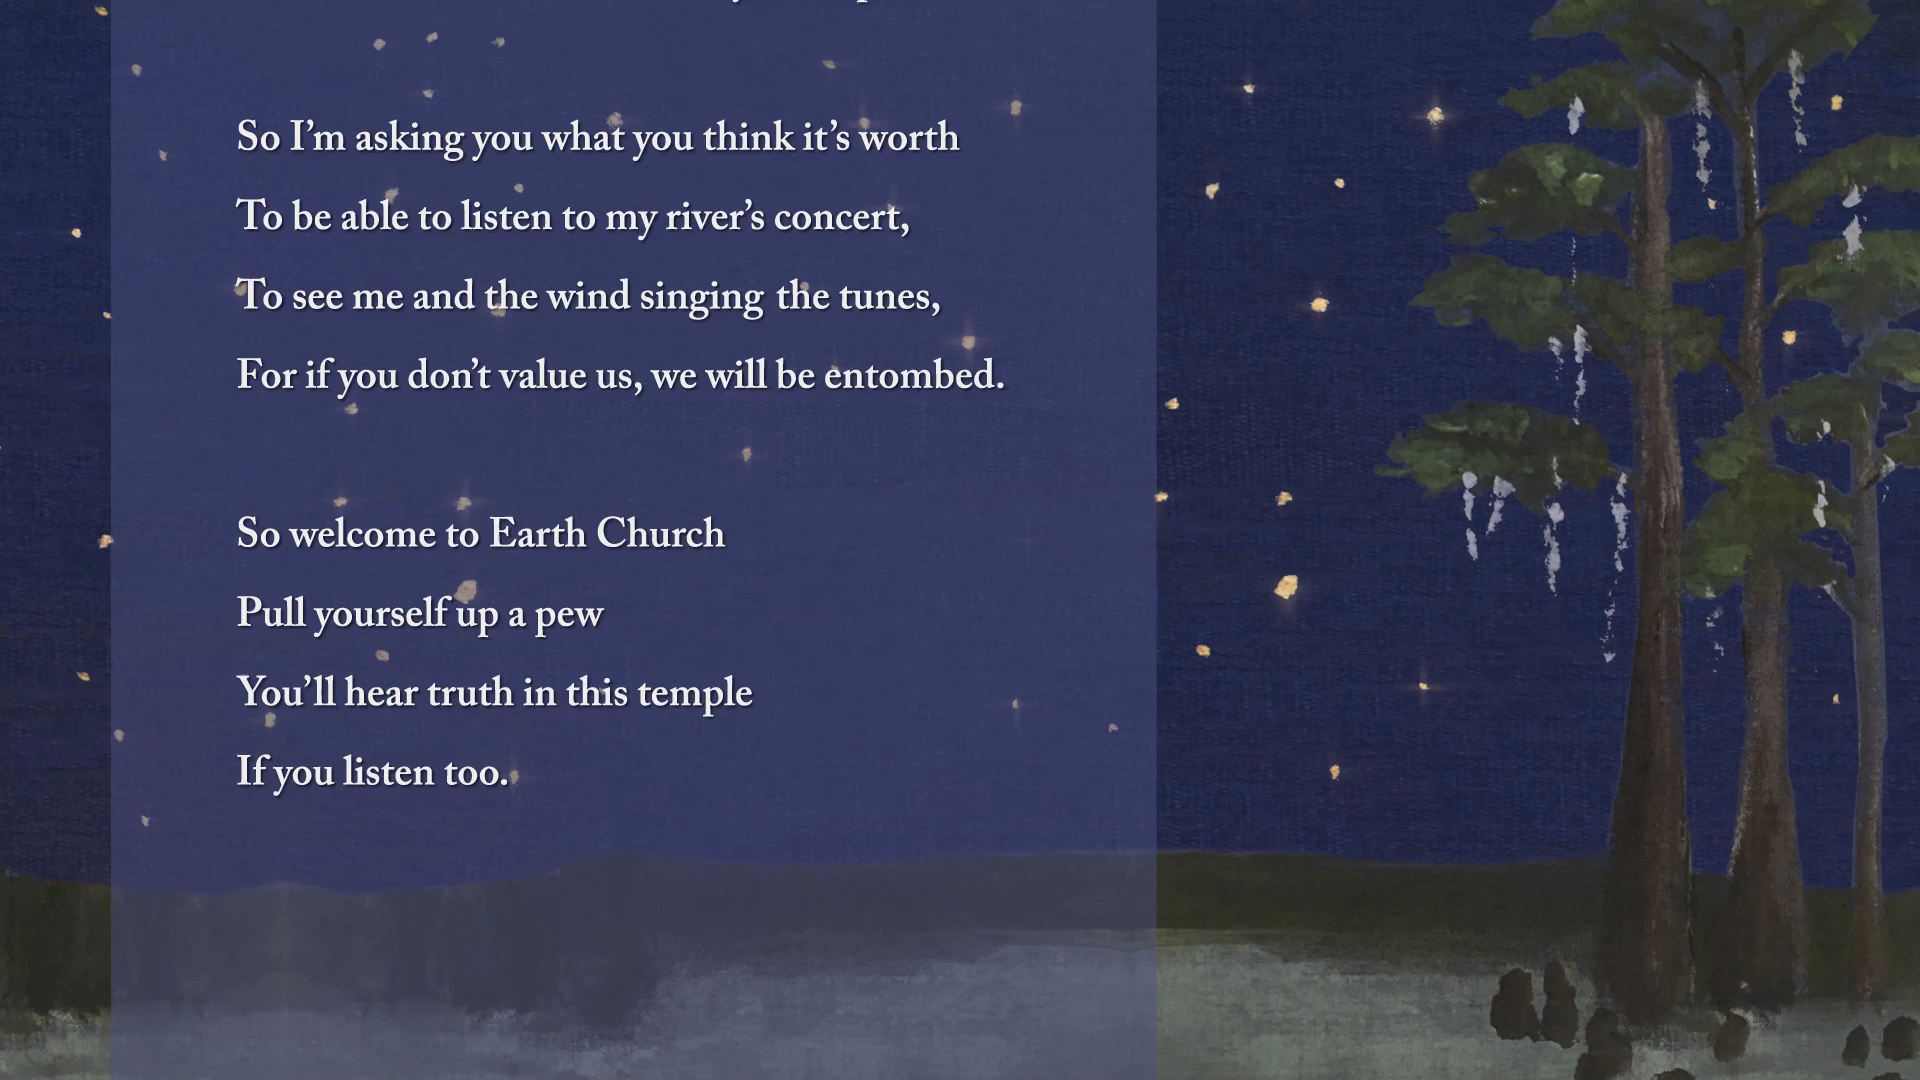 So I’m asking you what you think it’s worth
To be able to listen to my river’s concert,
To see me and the wind singing the tunes,
For if you don’t value us, we will be entombed.
So welcome to Earth Church
Pull yourself up a pew
You’ll hear truth in this temple
If you listen too.